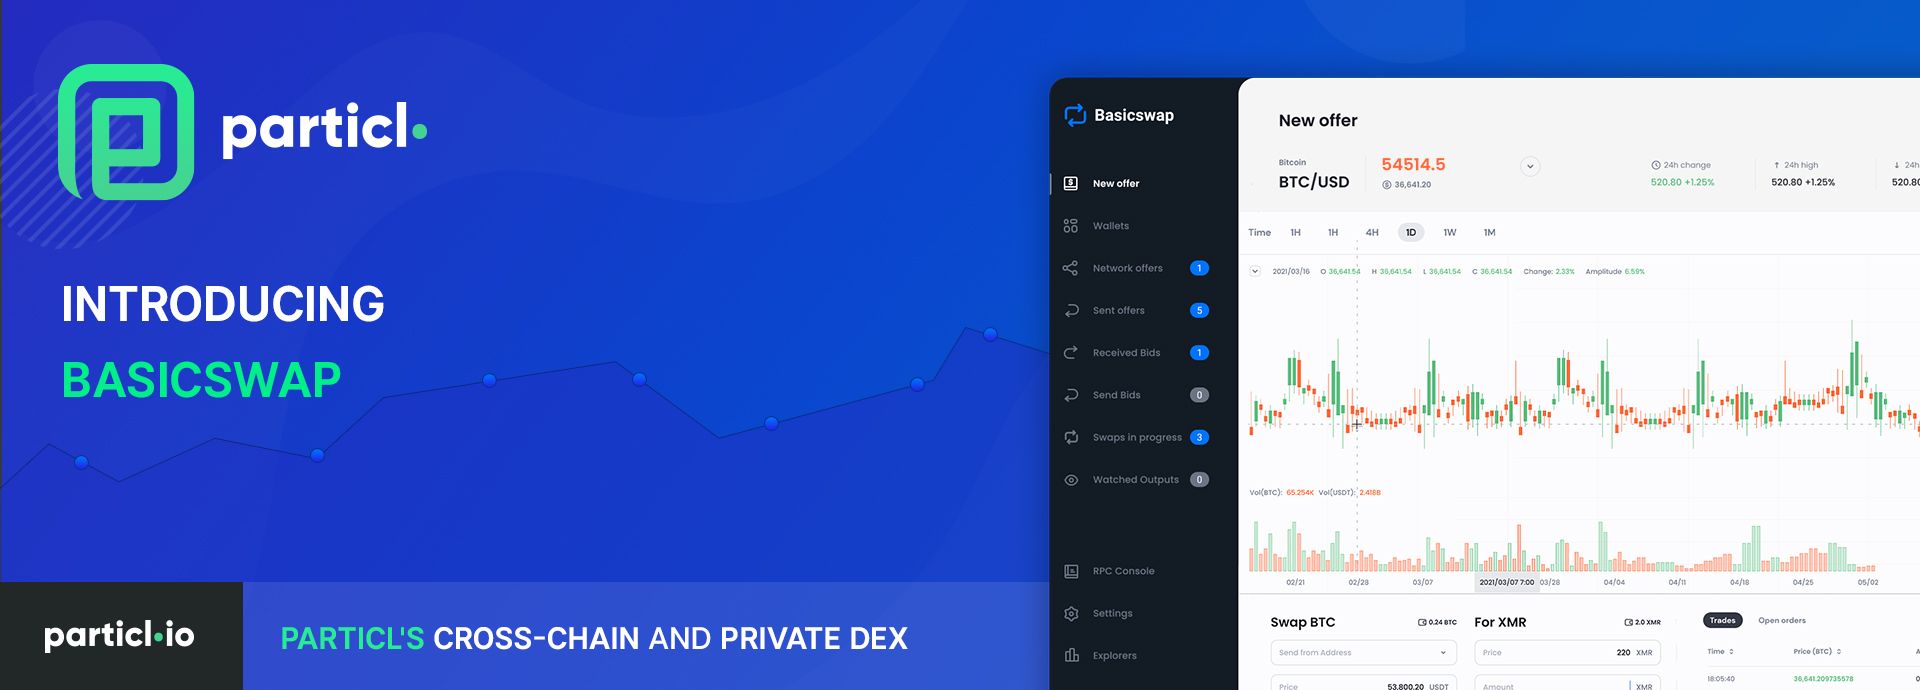 particl
INTRODUCING
BASICSWAP
particl.io
PARTICL'S CROSS-CHAIN AND PRIVATE DEX
Basicswap
New offer
Wallets
Network offers 1
Sent offers 5
Received Bids 1
Send Bids 0
Swaps in progress 3
Watched Outputs 0
RPC Console
Settings
Explorers
New offer
Bitcoin
BTC/USD
54514.5
36,641.20
24h change
520.80 +1.25%
24h high
520.80 +1.25%
24h
520.80
Time 1H 1H 4H 1D 1W 1M
2021/03/16 O 36,641.54 H 36,641.54 L 36,641.54 C 36,641.54 Change: 2.33% Amplitude 6.59%
Vol(BTC): 65.254K Vol(USDT): 2.418B
02/21 02/28 03/07 2021/03/07 7:00 03/28 04/04 04/11 04/18 04/25 05/02
Swap BTC 0.24 BTC
Send from Address
Price 53,800.20 USDT
For XMR 2.0 XMR
Price 220 XMR
Amount XMR
Trades Open orders
Time Price (BTC) A
18:05:40 36,641.209735578 0